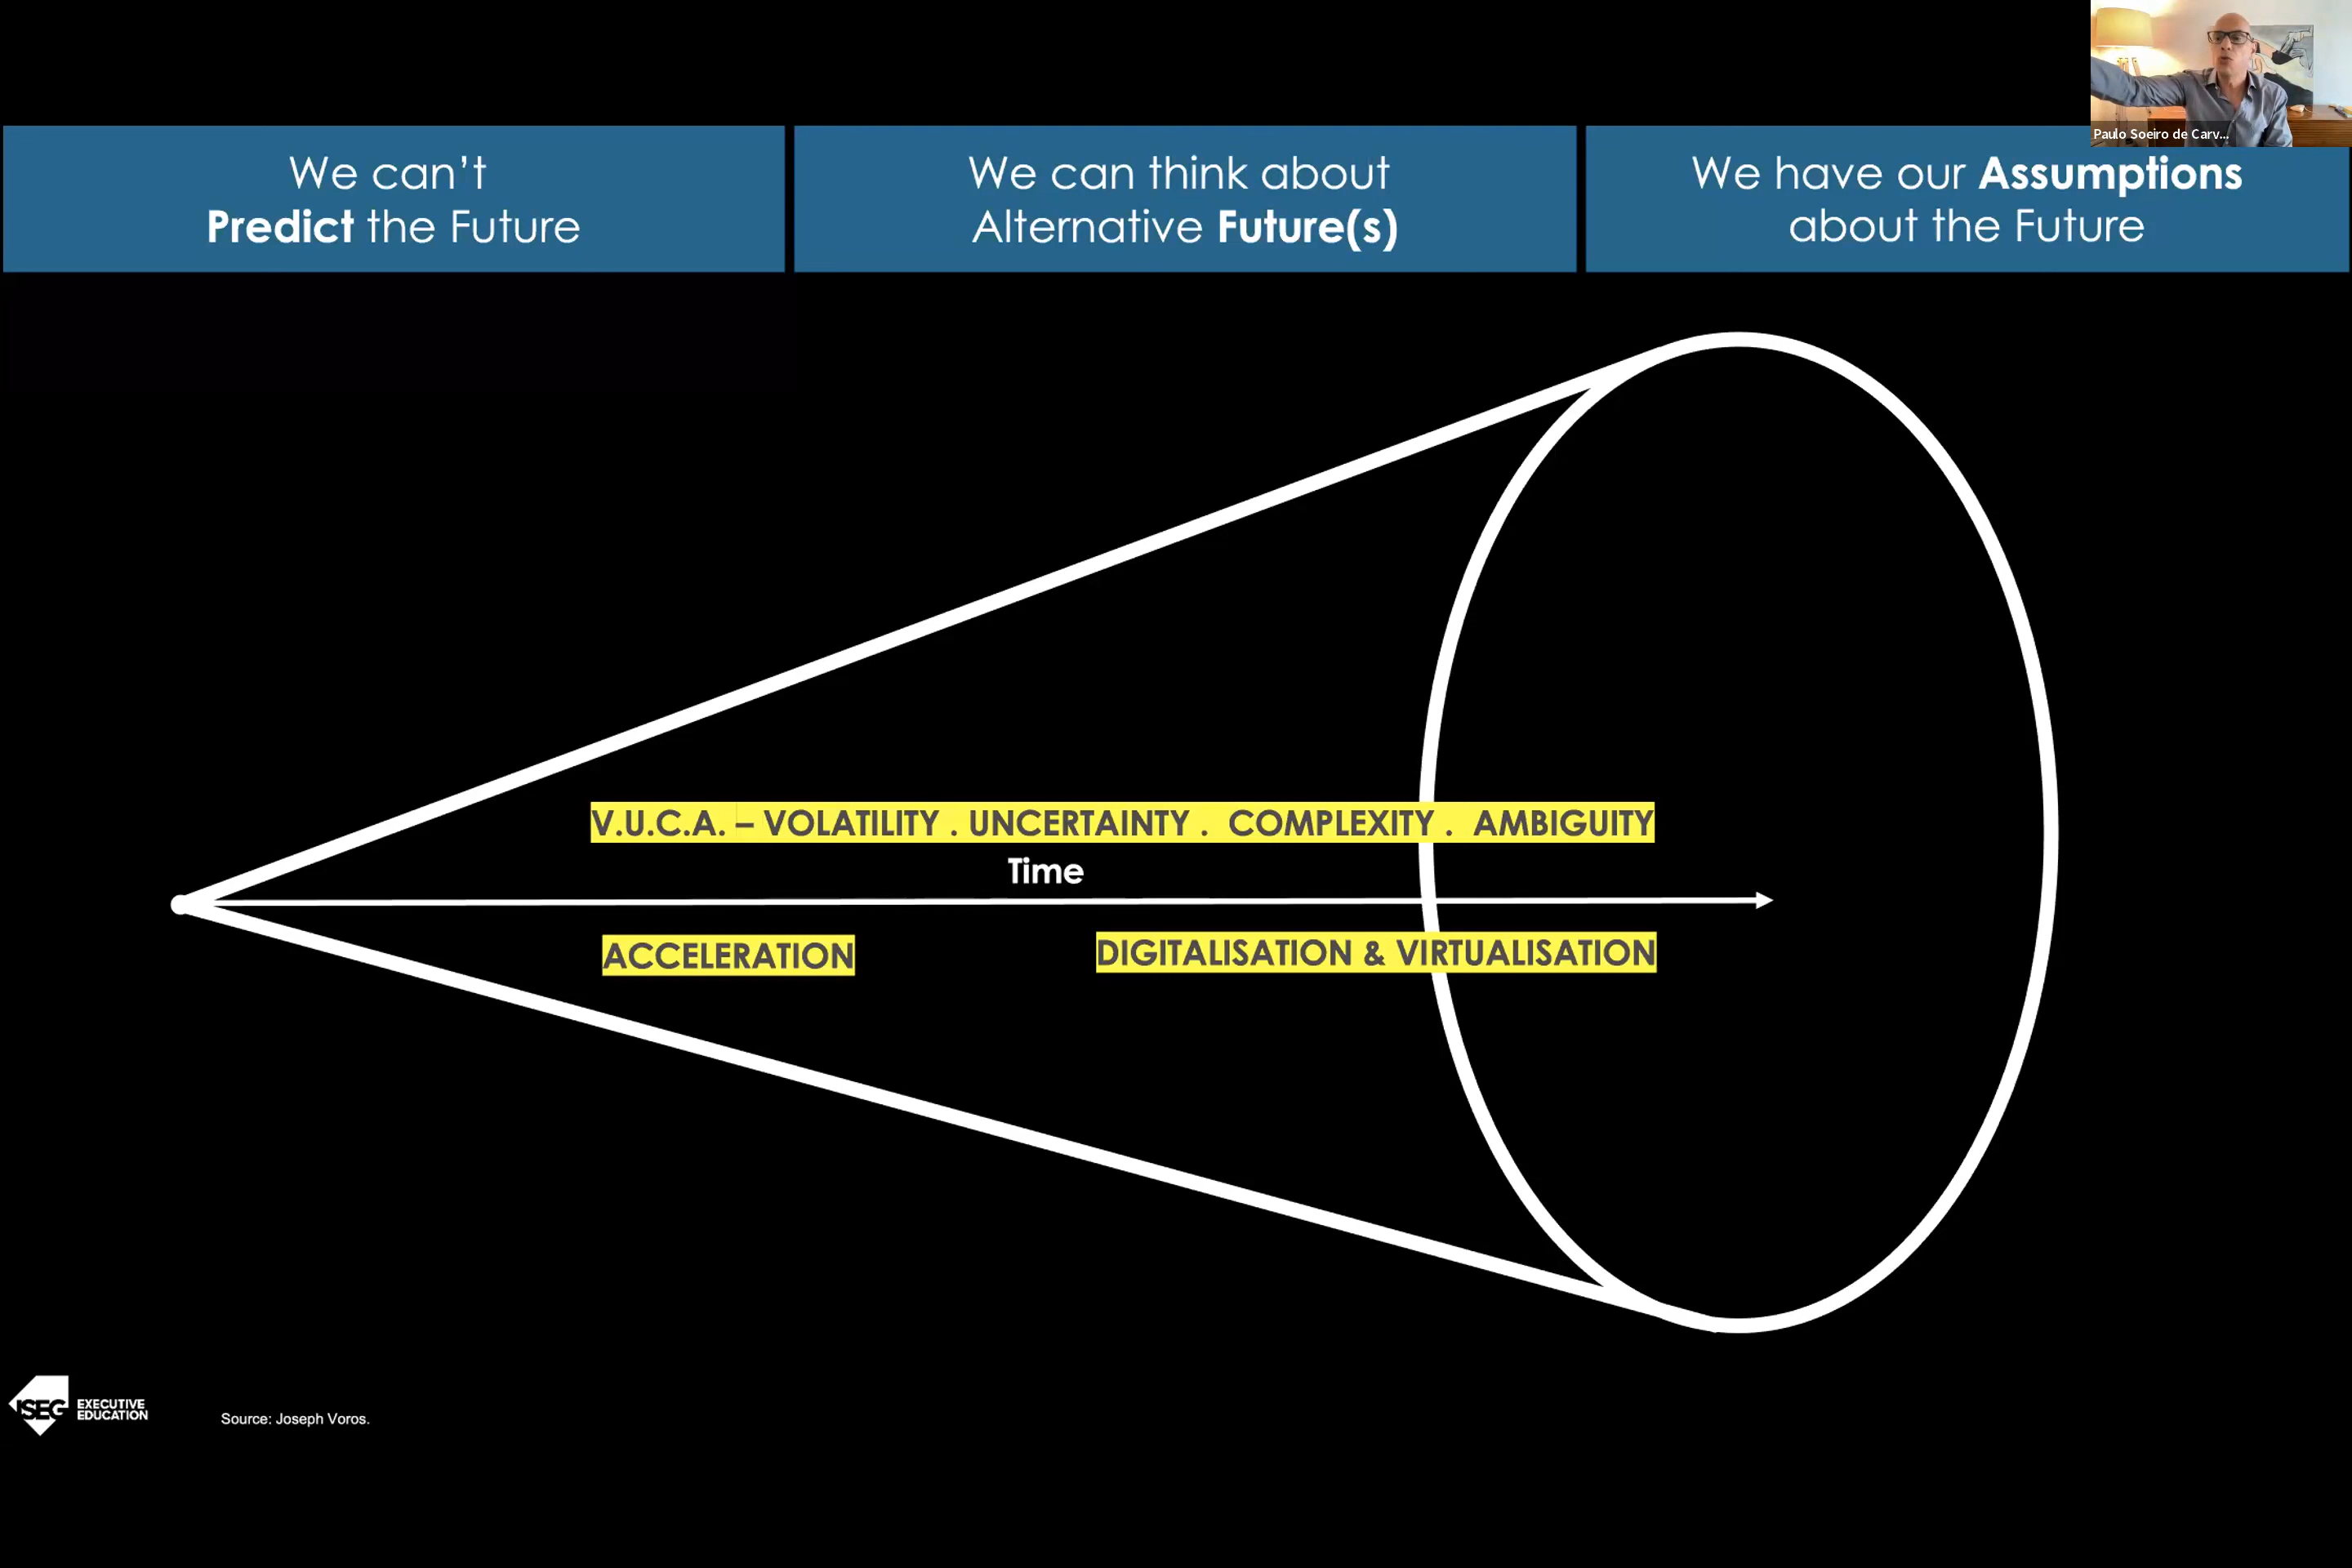 Paulo Soeiro de Carv...
We can't
Predict the Future
We can think about
Alternative Future(s)
We have our Assumptions
about the Future
V.U.C.A. – VOLATILITY . UNCERTAINTY . COMPLEXITY . AMBIGUITY
Time
ACCELERATION
DIGITALISATION & VIRTUALISATION
ISEG
EXECUTIVE
EDUCATION
Source: Joseph Voros.